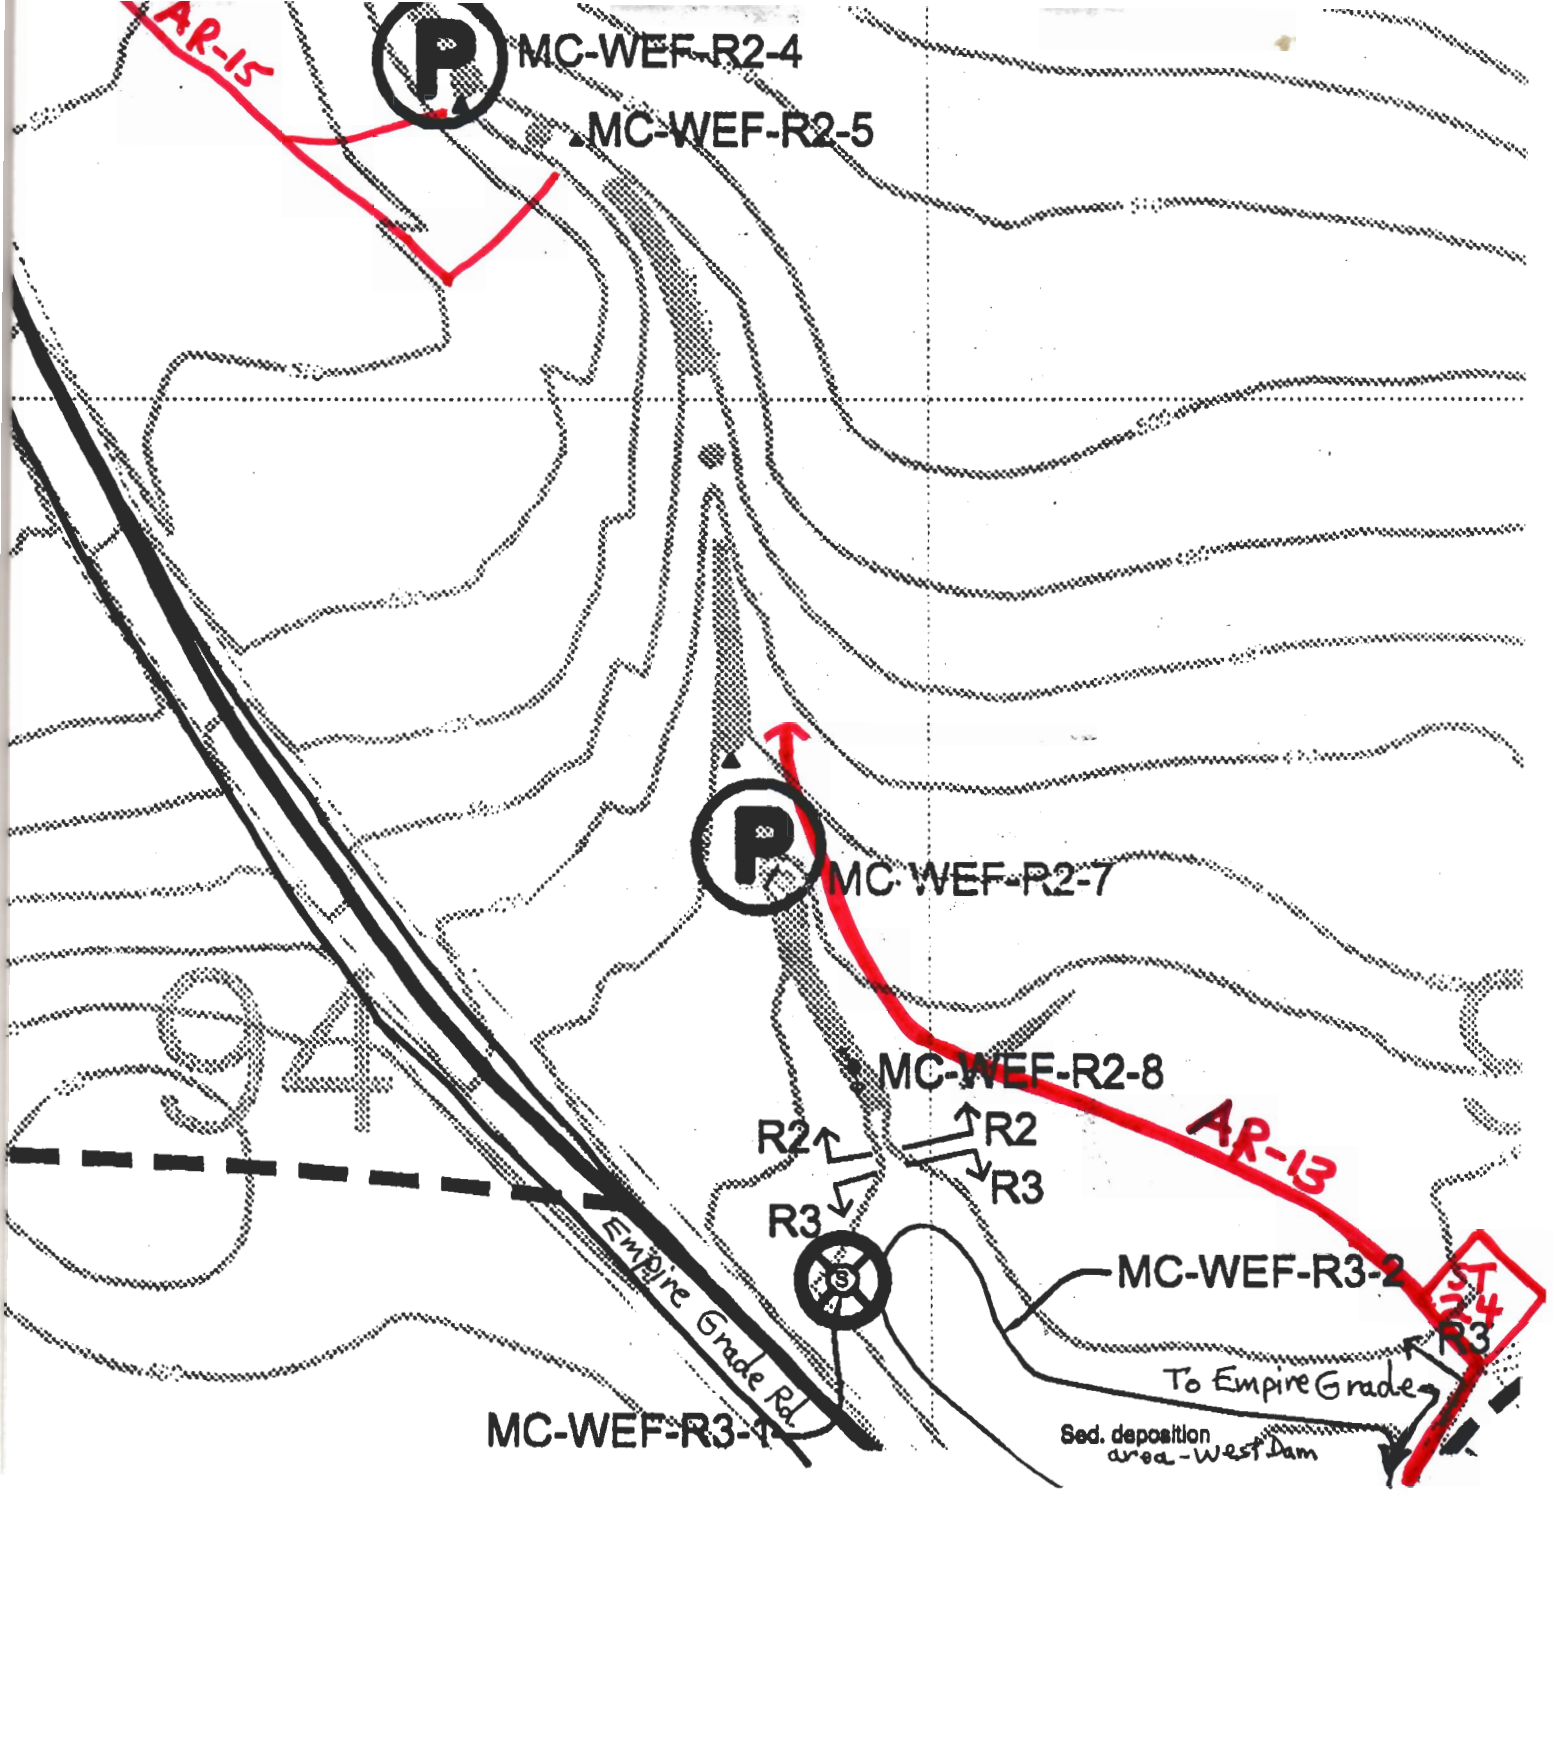 AR-15
P
MC-WEF-R2-4
MC-WEF-R2-5
P
MC-WEF-R2-7
94
MC-WEF-R2-8
R2
R2
R3
R3
AR-13
S
MC-WEF-R3-2
ST
24
R3
Empire Grade Rd
To Empire Grade
MC-WEF-R3-1
Sed. deposition
area-West Dam